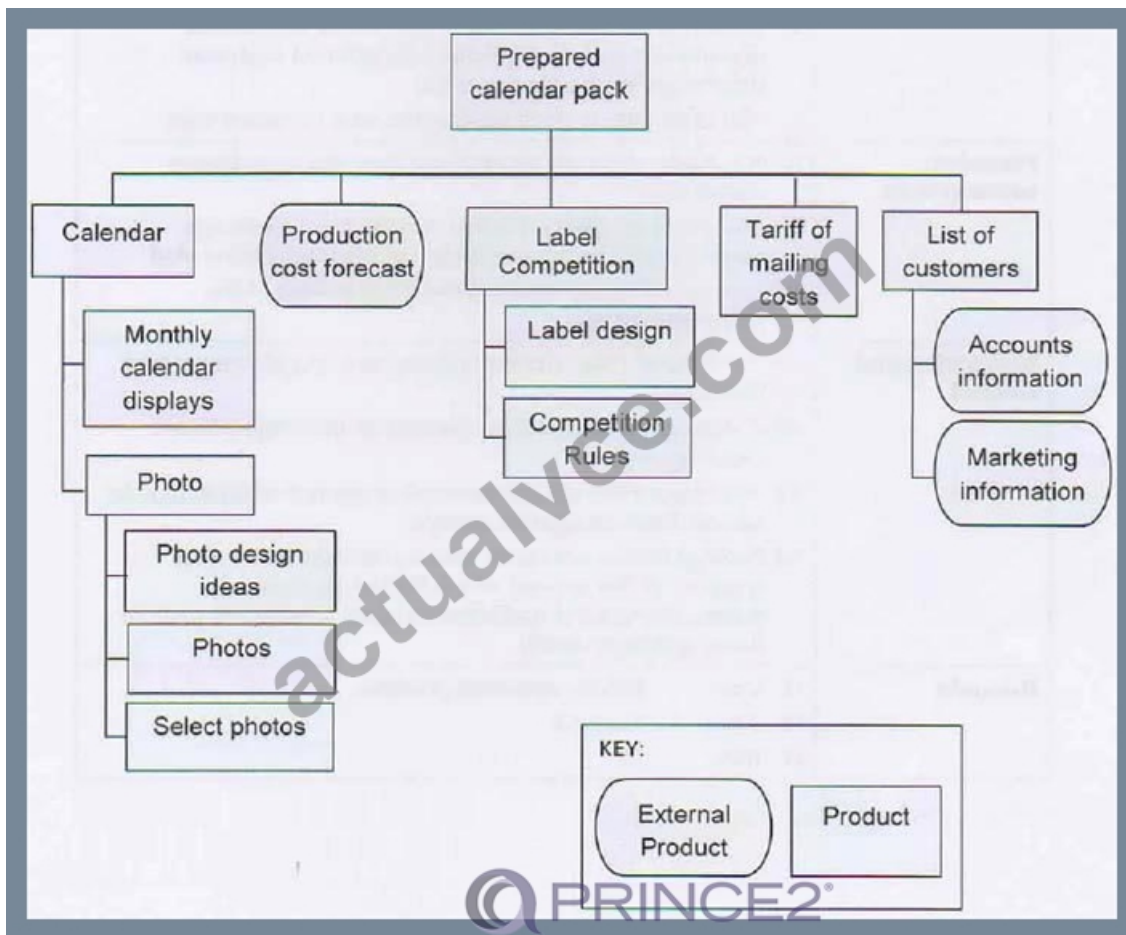 Prepared
calendar pack
Calendar
Production
cost forecast
Label
Competition
Tariff of
mailing
costs
List of
customers
Monthly
calendar
displays
Label design
Accounts
information
Competition
Rules
Marketing
information
Photo
Photo design
ideas
Photos
Select photos
KEY:
External
Product
Product
actualvce.com
PRINCE2®